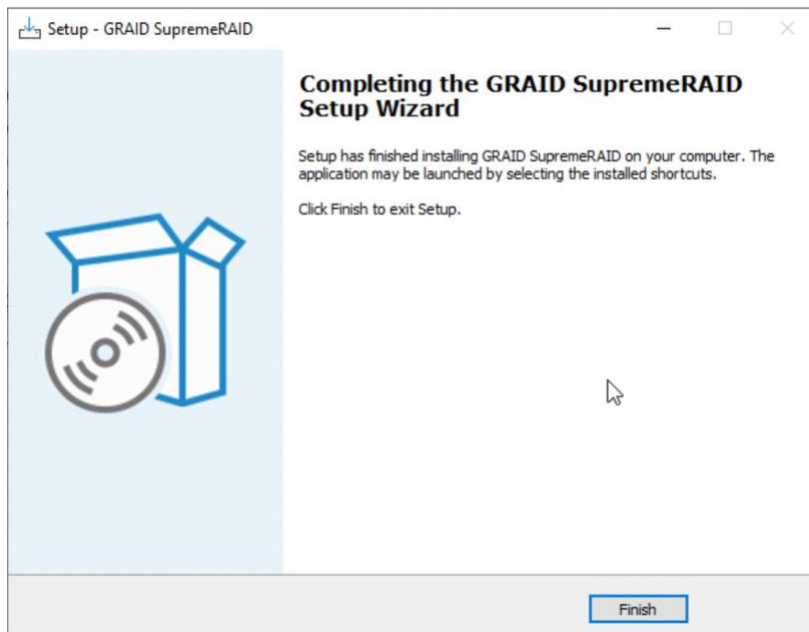 Setup - GRAID SupremeRAID
Completing the GRAID SupremeRAID
Setup Wizard
Setup has finished installing GRAID SupremeRAID on your computer. The
application may be launched by selecting the installed shortcuts.
Click Finish to exit Setup.
Finish